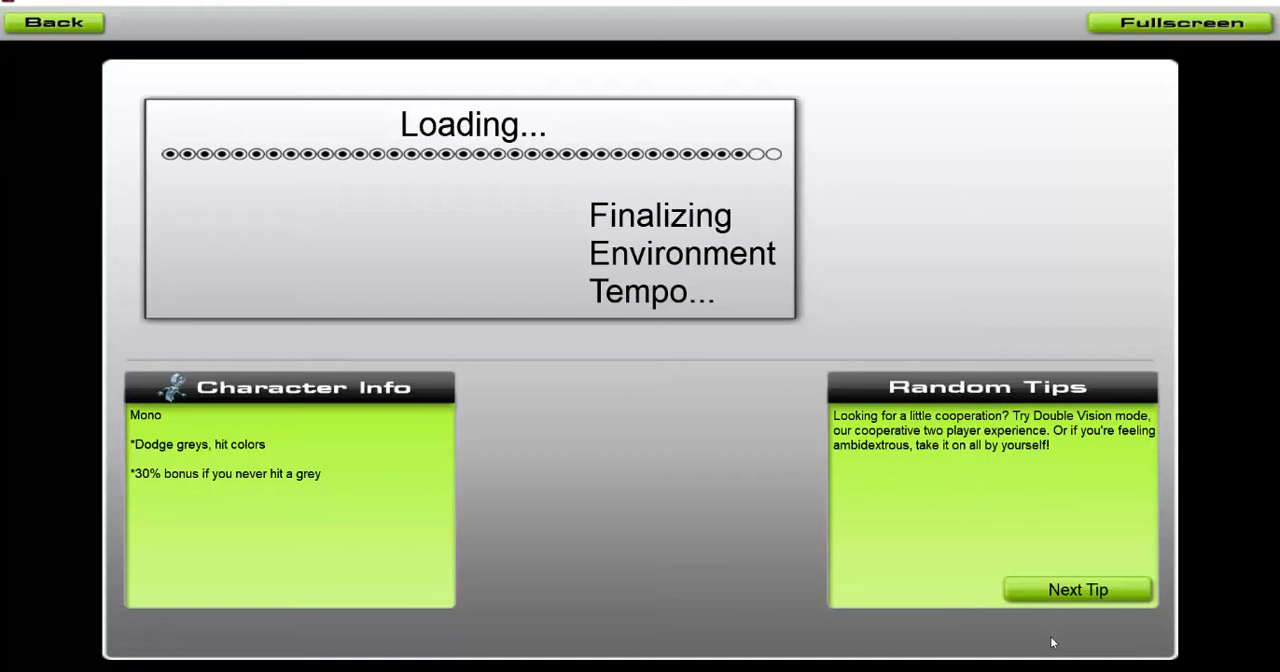 Back
Fullscreen
Loading...
Finalizing
Environment
Tempo...
Character Info
Mono
*Dodge greys, hit colors
*30% bonus if you never hit a grey
Random Tips
Looking for a little cooperation? Try Double Vision mode,
our cooperative two player experience. Or if you're feeling
ambidextrous, take it on all by yourself!
Next Tip